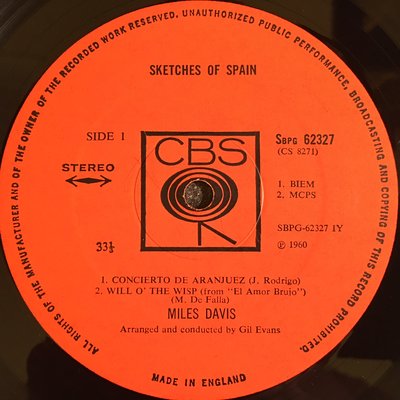 ALL RIGHTS OF THE MANUFACTURER AND OF THE OWNER OF THE RECORDED WORK RESERVED. UNAUTHORIZED PUBLIC PERFORMANCE, BROADCASTING AND COPYING OF THIS RECORD PROHIBITED.
SKETCHES OF SPAIN
SIDE 1
SBPG 62327
(CS 8271)
CBS
STEREO
1. BIEM
2. MCPS
SBPG-62327 1Y
33⅓
℗ 1960
1. CONCIERTO DE ARANJUEZ (J. Rodrigo)
2. WILL O' THE WISP (from "El Amor Brujo")
(M. De Falla)
MILES DAVIS
Arranged and conducted by Gil Evans
MADE IN ENGLAND